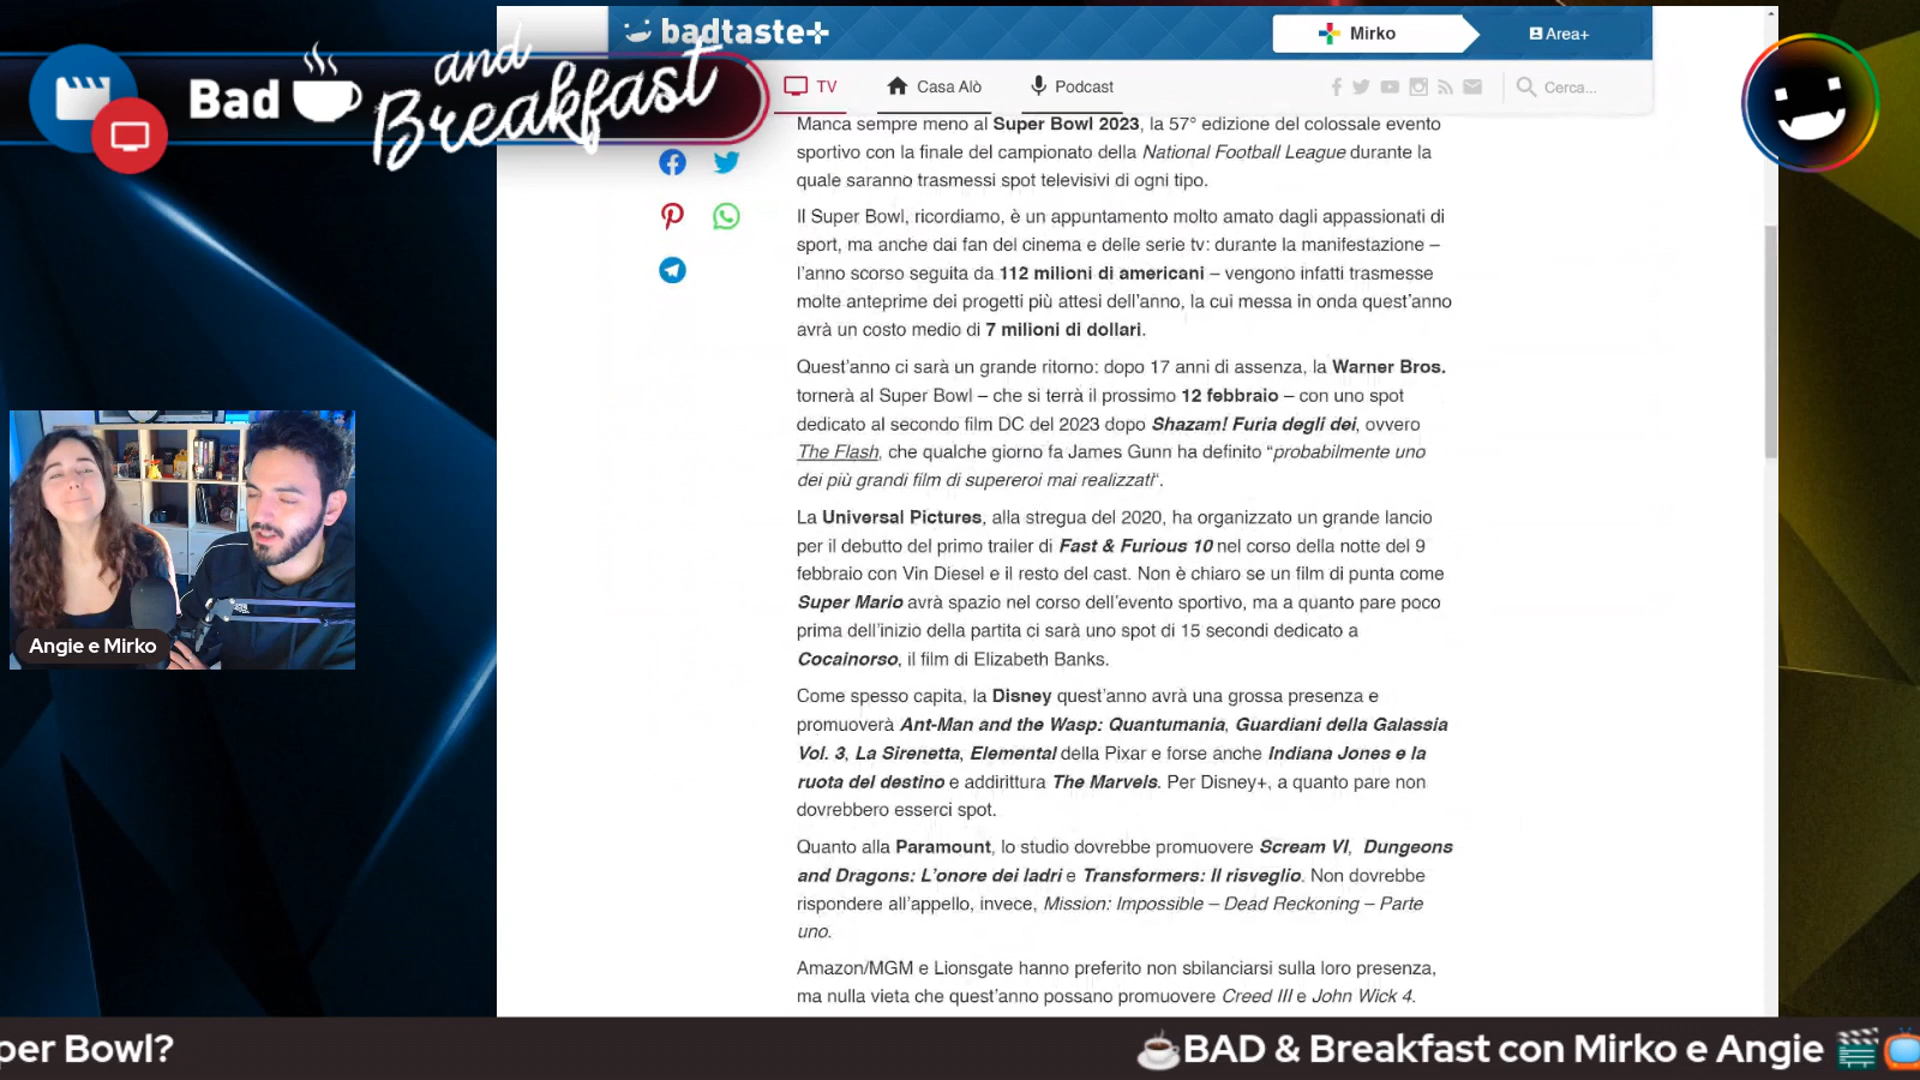 Bad and Breakfast
badtaste+
Mirko
Area+
TV
Casa Alò
Podcast
Cerca...
Manca sempre meno al Super Bowl 2023, la 57° edizione del colossale evento
sportivo con la finale del campionato della National Football League durante la
quale saranno trasmessi spot televisivi di ogni tipo.
Il Super Bowl, ricordiamo, è un appuntamento molto amato dagli appassionati di
sport, ma anche dai fan del cinema e delle serie tv: durante la manifestazione –
l'anno scorso seguita da 112 milioni di americani – vengono infatti trasmesse
molte anteprime dei progetti più attesi dell'anno, la cui messa in onda quest'anno
avrà un costo medio di 7 milioni di dollari.
Quest'anno ci sarà un grande ritorno: dopo 17 anni di assenza, la Warner Bros.
tornerà al Super Bowl – che si terrà il prossimo 12 febbraio – con uno spot
dedicato al secondo film DC del 2023 dopo Shazam! Furia degli dei, ovvero
The Flash, che qualche giorno fa James Gunn ha definito “probabilmente uno
dei più grandi film di supereroi mai realizzati“.
La Universal Pictures, alla stregua del 2020, ha organizzato un grande lancio
per il debutto del primo trailer di Fast & Furious 10 nel corso della notte del 9
febbraio con Vin Diesel e il resto del cast. Non è chiaro se un film di punta come
Super Mario avrà spazio nel corso dell'evento sportivo, ma a quanto pare poco
prima dell'inizio della partita ci sarà uno spot di 15 secondi dedicato a
Cocainorso, il film di Elizabeth Banks.
Come spesso capita, la Disney quest'anno avrà una grossa presenza e
promuoverà Ant-Man and the Wasp: Quantumania, Guardiani della Galassia
Vol. 3, La Sirenetta, Elemental della Pixar e forse anche Indiana Jones e la
ruota del destino e addirittura The Marvels. Per Disney+, a quanto pare non
dovrebbero esserci spot.
Quanto alla Paramount, lo studio dovrebbe promuovere Scream VI, Dungeons
and Dragons: L'onore dei ladri e Transformers: Il risveglio. Non dovrebbe
rispondere all'appello, invece, Mission: Impossible – Dead Reckoning – Parte
uno.
Amazon/MGM e Lionsgate hanno preferito non sbilanciarsi sulla loro presenza,
ma nulla vieta che quest'anno possano promuovere Creed III e John Wick 4.
Angie e Mirko
per Bowl?
BAD & Breakfast con Mirko e Angie